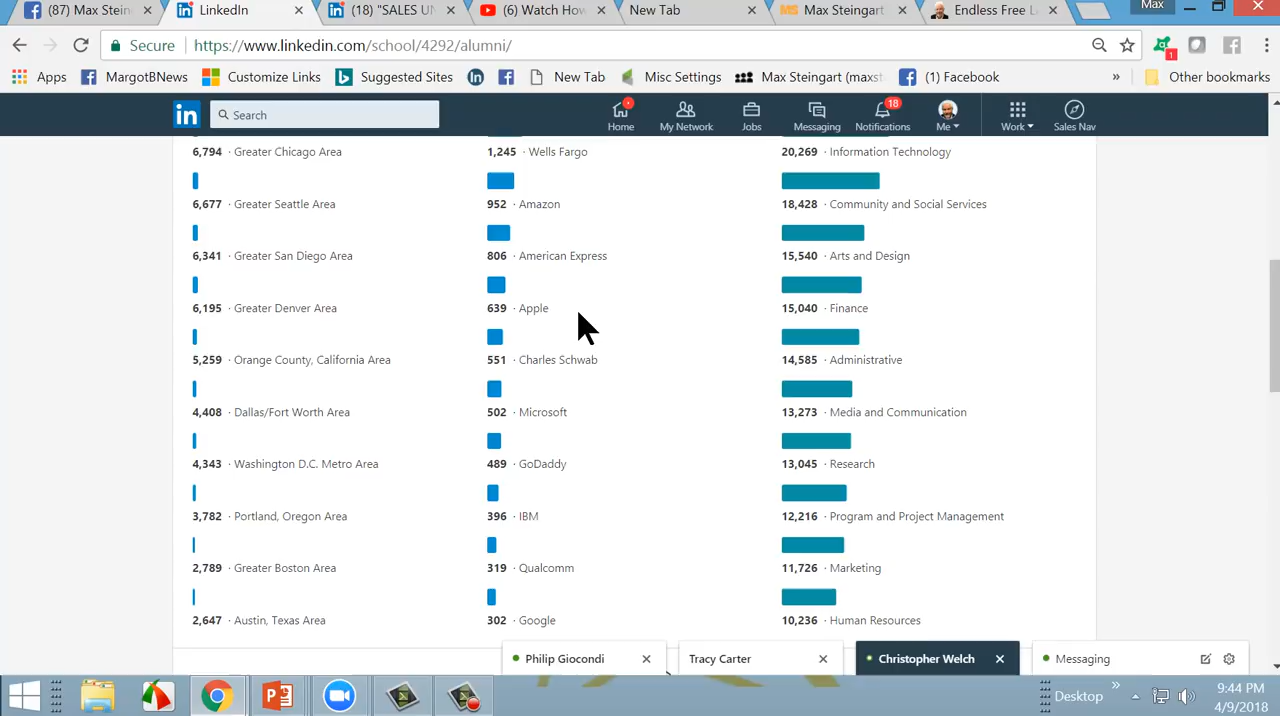 (87) Max Steing
LinkedIn
(18) "SALES UN
(6) Watch How
New Tab
Max Steingart
Endless Free L
Max
Secure
https://www.linkedin.com/school/4292/alumni/
1
Apps
MargotBNews
Customize Links
Suggested Sites
New Tab
Misc Settings
Max Steingart (maxst
(1) Facebook
»
Other bookmarks
Search
Home
My Network
Jobs
Messaging
18
Notifications
Me
Work
Sales Nav
6,794 · Greater Chicago Area
6,677 · Greater Seattle Area
6,341 · Greater San Diego Area
6,195 · Greater Denver Area
5,259 · Orange County, California Area
4,408 · Dallas/Fort Worth Area
4,343 · Washington D.C. Metro Area
3,782 · Portland, Oregon Area
2,789 · Greater Boston Area
2,647 · Austin, Texas Area
1,245 · Wells Fargo
952 · Amazon
806 · American Express
639 · Apple
551 · Charles Schwab
502 · Microsoft
489 · GoDaddy
396 · IBM
319 · Qualcomm
302 · Google
20,269 · Information Technology
18,428 · Community and Social Services
15,540 · Arts and Design
15,040 · Finance
14,585 · Administrative
13,273 · Media and Communication
13,045 · Research
12,216 · Program and Project Management
11,726 · Marketing
10,236 · Human Resources
Philip Giocondi
Tracy Carter
Christopher Welch
Messaging
Desktop
»
9:44 PM
4/9/2018